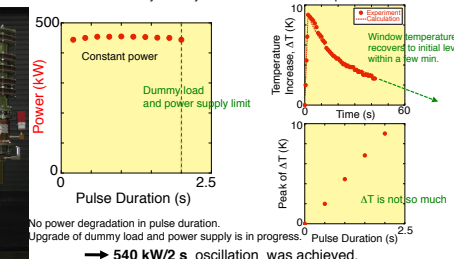 500
Power (kW)
Constant power
Dummy load
and power supply limit
0
0
2.5
Pulse Duration (s)
10
Temperature
Increase, ΔT (K)
Experiment
Calculation
Window temperature
recovers to initial lev
within a few min.
0
0
60
Time (s)
10
Peak of ΔT (K)
ΔT is not so much
0
0
2.5
Pulse Duration (s)
No power degradation in pulse duration.
Upgrade of dummy load and power supply is in progress.
540 kW/2 s oscillation was achieved.